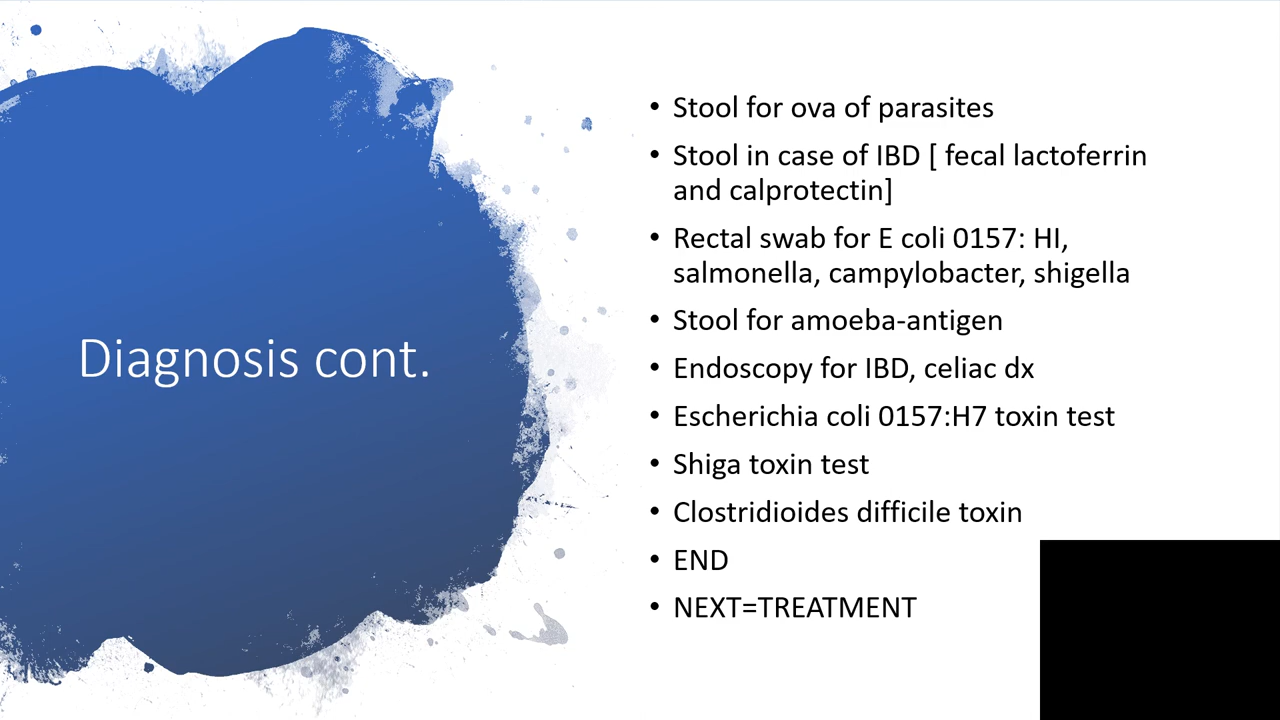 Diagnosis cont.
• Stool for ova of parasites
• Stool in case of IBD [ fecal lactoferrin
and calprotectin]
• Rectal swab for E coli 0157: HI,
salmonella, campylobacter, shigella
• Stool for amoeba-antigen
• Endoscopy for IBD, celiac dx
• Escherichia coli 0157:H7 toxin test
• Shiga toxin test
• Clostridioides difficile toxin
• END
• NEXT=TREATMENT